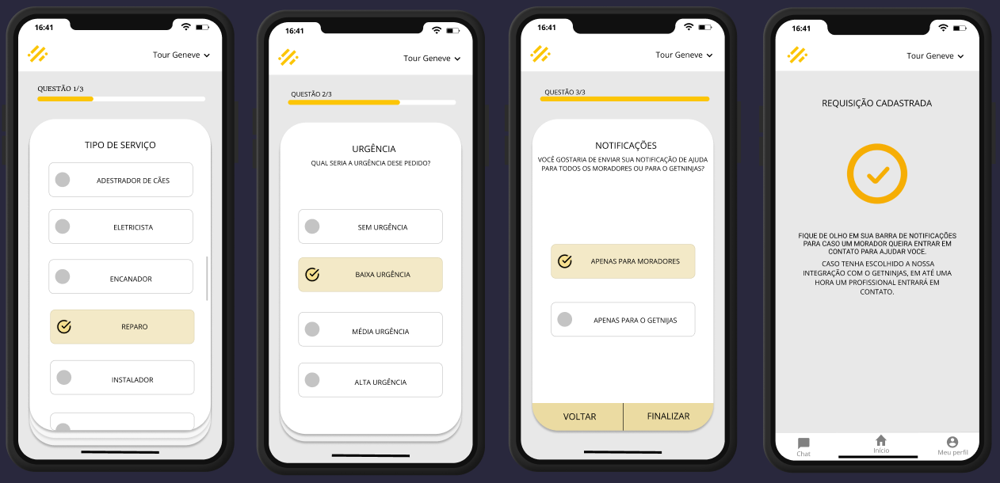 16:41
Tour Geneve
QUESTÃO 1/3
TIPO DE SERVIÇO
ADESTRADOR DE CÃES
ELETRICISTA
ENCANADOR
REPARO
INSTALADOR
16:41
Tour Geneve
QUESTÃO 2/3
URGÊNCIA
QUAL SERIA A URGÊNCIA DESE PEDIDO?
SEM URGÊNCIA
BAIXA URGÊNCIA
MÉDIA URGÊNCIA
ALTA URGÊNCIA
16:41
Tour Geneve
QUESTÃO 3/3
NOTIFICAÇÕES
VOCÊ GOSTARIA DE ENVIAR SUA NOTIFICAÇÃO DE AJUDA
PARA TODOS OS MORADORES OU PARA O GETNINJAS?
APENAS PARA MORADORES
APENAS PARA O GETNIJAS
VOLTAR
FINALIZAR
16:41
Tour Geneve
REQUISIÇÃO CADASTRADA
FIQUE DE OLHO EM SUA BARRA DE NOTIFICAÇÕES
PARA CASO UM MORADOR QUEIRA ENTRAR EM
CONTATO PARA AJUDAR VOCE.
CASO TENHA ESCOLHIDO A NOSSA
INTEGRAÇÃO COM O GETNINJAS, EM ATÉ UMA
HORA UM PROFISSIONAL ENTRARÁ EM
CONTATO.
Chat
Início
Meu perfil